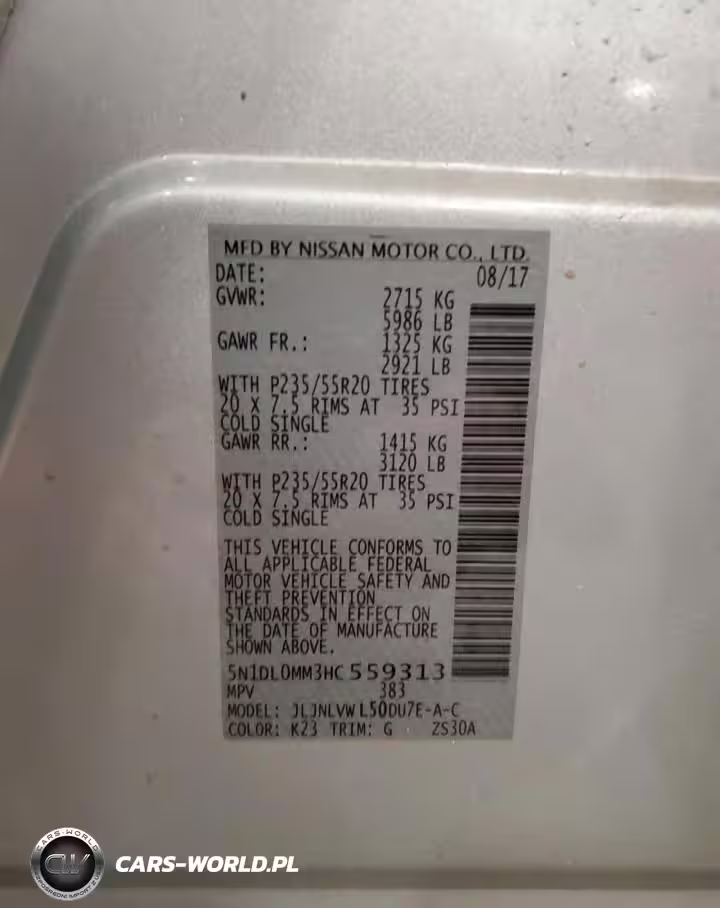 MFD BY NISSAN MOTOR CO., LTD.
DATE: 08/17
GVWR: 2715 KG
5986 LB
GAWR FR.: 1325 KG
2921 LB
WITH P235/55R20 TIRES
20 X 7.5 RIMS AT 35 PSI
COLD SINGLE
GAWR RR.: 1415 KG
3120 LB
WITH P235/55R20 TIRES
20 X 7.5 RIMS AT 35 PSI
COLD SINGLE
THIS VEHICLE CONFORMS TO
ALL APPLICABLE FEDERAL
MOTOR VEHICLE SAFETY AND
THEFT PREVENTION
STANDARDS IN EFFECT ON
THE DATE OF MANUFACTURE
SHOWN ABOVE.
5N1DL0MM3HC559313
MPV 383
MODEL: JLJNLVWL50DU7E-A-C
COLOR: K23 TRIM: G ZS30A
CARS-WORLD
CW
CARS-WORLD.PL